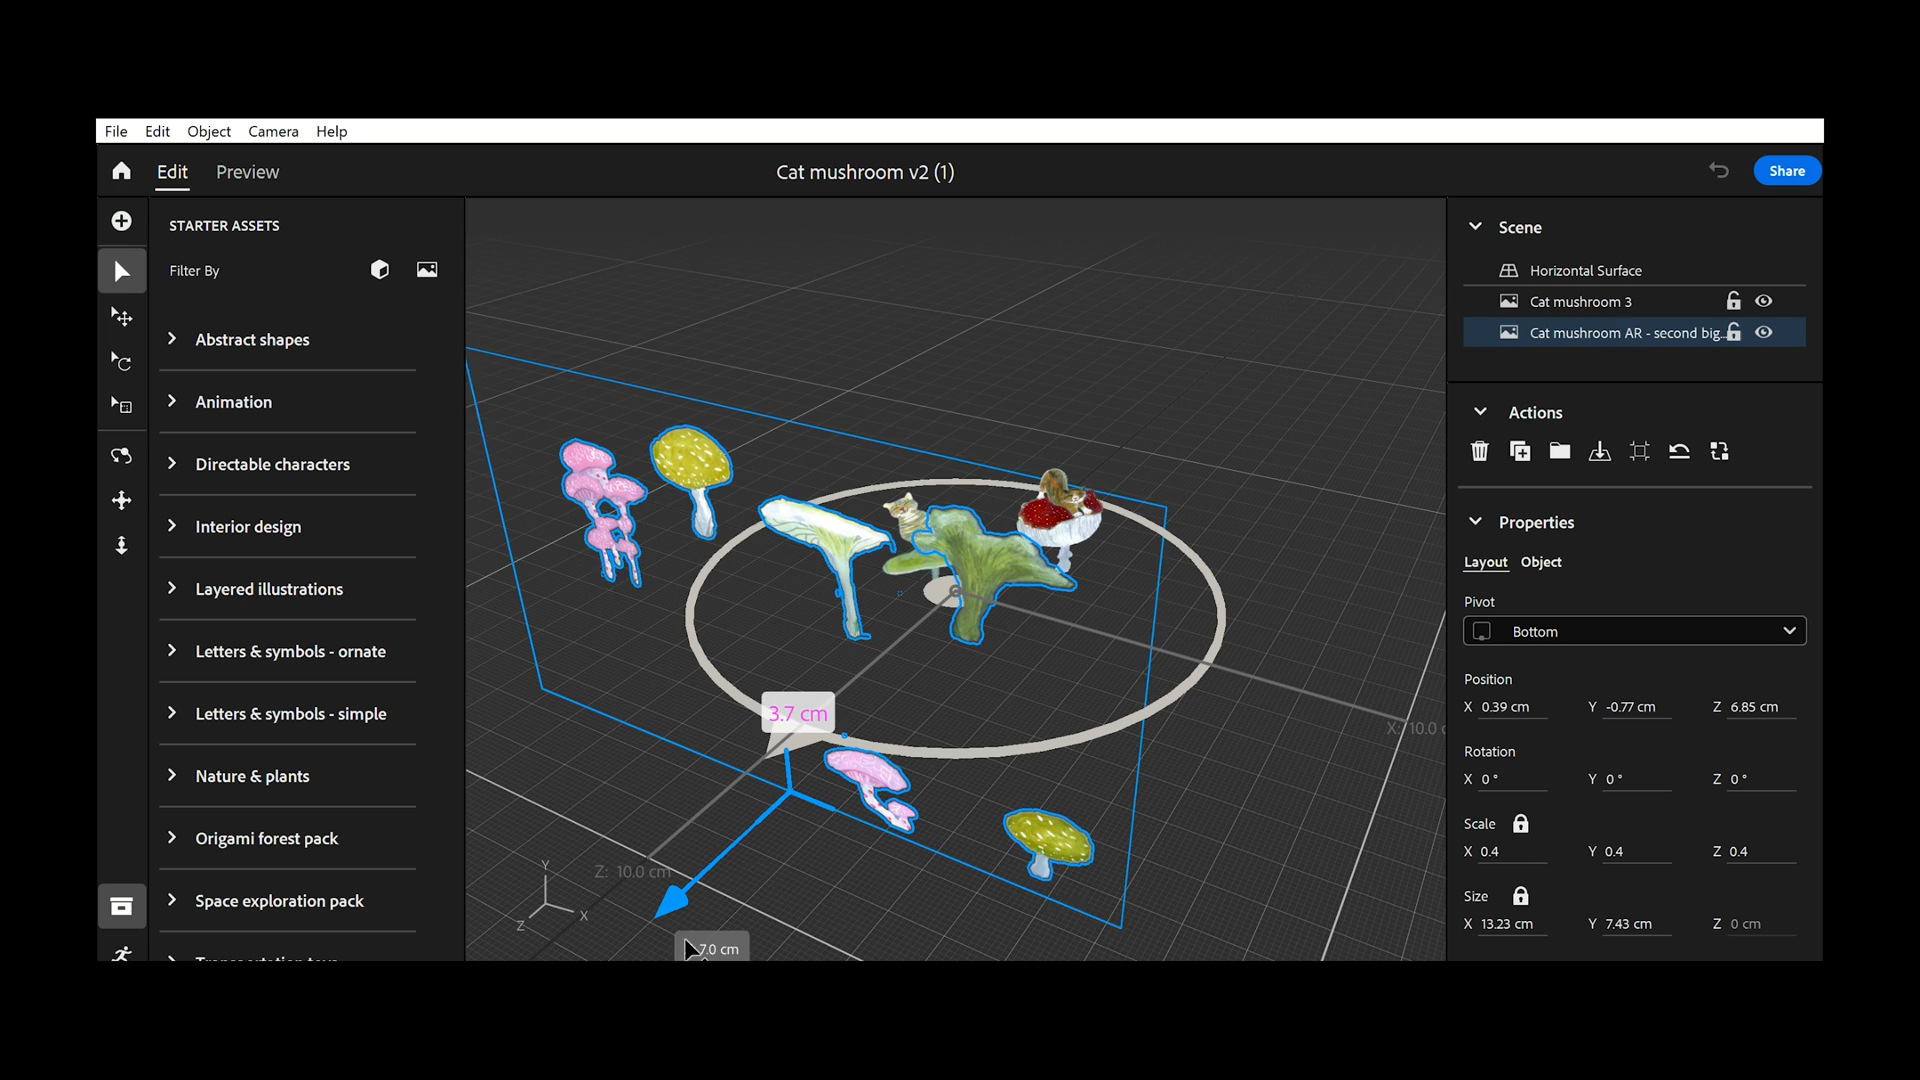 File Edit Object Camera Help
Edit Preview Cat mushroom v2 (1) Share
STARTER ASSETS
Filter By
Abstract shapes
Animation
Directable characters
Interior design
Layered illustrations
Letters & symbols - ornate
Letters & symbols - simple
Nature & plants
Origami forest pack
Space exploration pack
3.7 cm
X: 10.0 c
Z: 10.0 cm
Y
X
Z
7.0 cm
Scene
Horizontal Surface
Cat mushroom 3
Cat mushroom AR - second big...
Actions
Properties
Layout Object
Pivot
Bottom
Position
X 0.39 cm Y -0.77 cm Z 6.85 cm
Rotation
X 0° Y 0° Z 0°
Scale
X 0.4 Y 0.4 Z 0.4
Size
X 13.23 cm Y 7.43 cm Z 0 cm